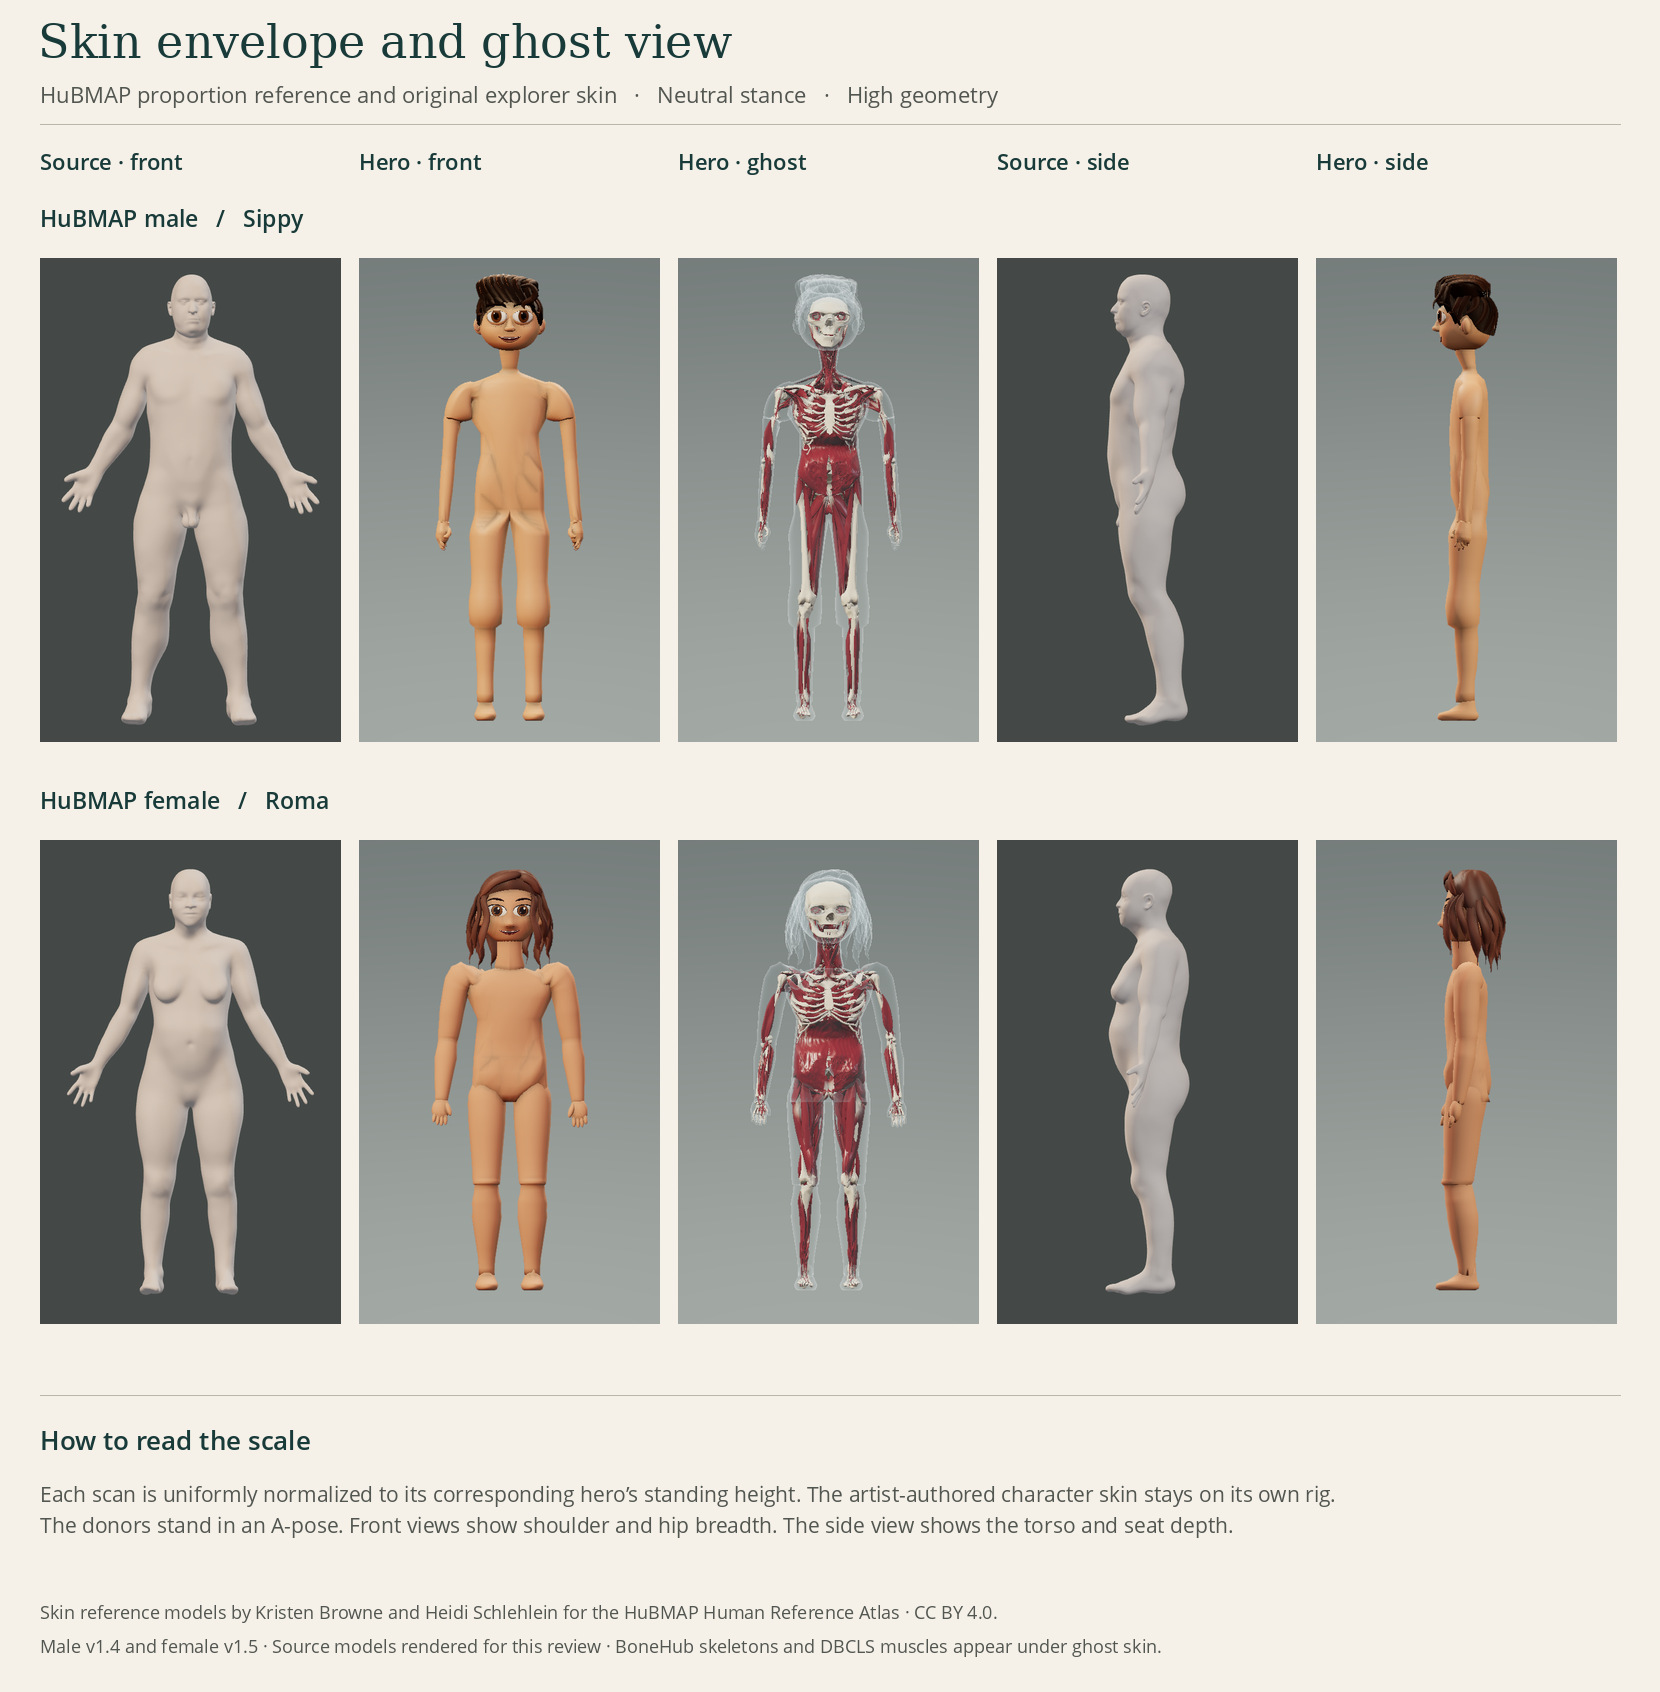 Skin envelope and ghost view
HuBMAP proportion reference and original explorer skin · Neutral stance · High geometry
Source · front
Hero · front
Hero · ghost
Source · side
Hero · side
HuBMAP male / Sippy
HuBMAP female / Roma
How to read the scale
Each scan is uniformly normalized to its corresponding hero’s standing height. The artist-authored character skin stays on its own rig.
The donors stand in an A-pose. Front views show shoulder and hip breadth. The side view shows the torso and seat depth.
Skin reference models by Kristen Browne and Heidi Schlehlein for the HuBMAP Human Reference Atlas · CC BY 4.0.
Male v1.4 and female v1.5 · Source models rendered for this review · BoneHub skeletons and DBCLS muscles appear under ghost skin.